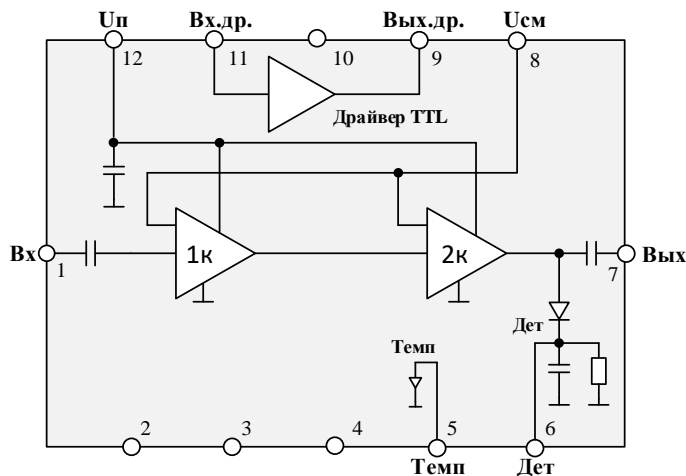 Uп Вх.др. Вых.др. Uсм
12 11 10 9 8
Драйвер TTL
Вх 1к 2к Вых
1 7
Дет
Темп
2 3 4 5 6
Темп Дет